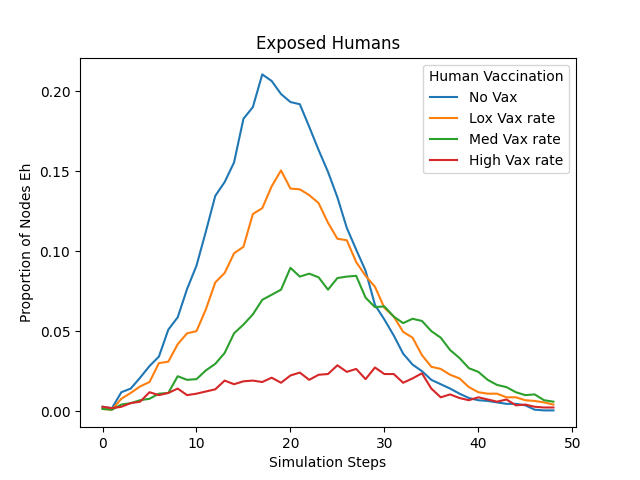 Exposed Humans
Human Vaccination
No Vax
Lox Vax rate
Med Vax rate
High Vax rate
Proportion of Nodes Eh
0.20
0.15
0.10
0.05
0.00
0
10
20
30
40
50
Simulation Steps